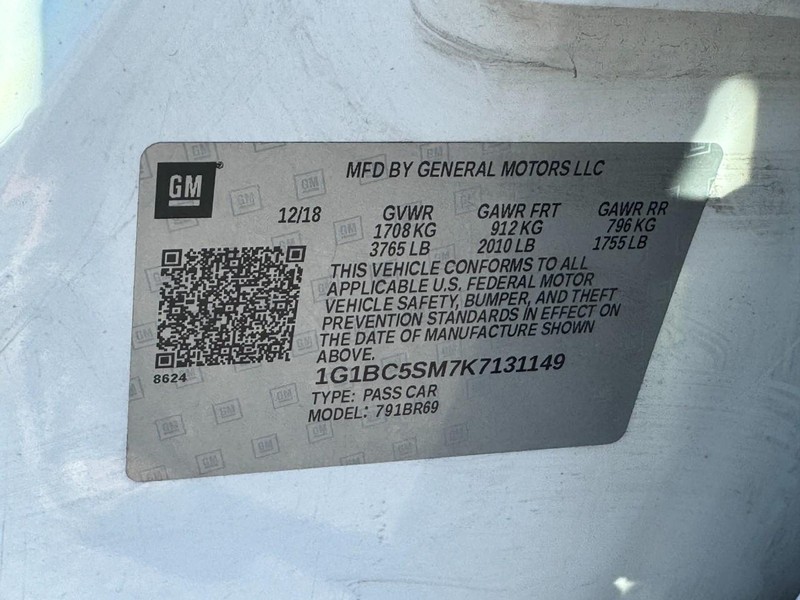 GM
MFD BY GENERAL MOTORS LLC
12/18 GVWR GAWR FRT GAWR RR
1708 KG 912 KG 796 KG
3765 LB 2010 LB 1755 LB
THIS VEHICLE CONFORMS TO ALL
APPLICABLE U.S. FEDERAL MOTOR
VEHICLE SAFETY, BUMPER, AND THEFT
PREVENTION STANDARDS IN EFFECT ON
THE DATE OF MANUFACTURE SHOWN
ABOVE.
8624
1G1BC5SM7K7131149
TYPE: PASS CAR
MODEL: 791BR69